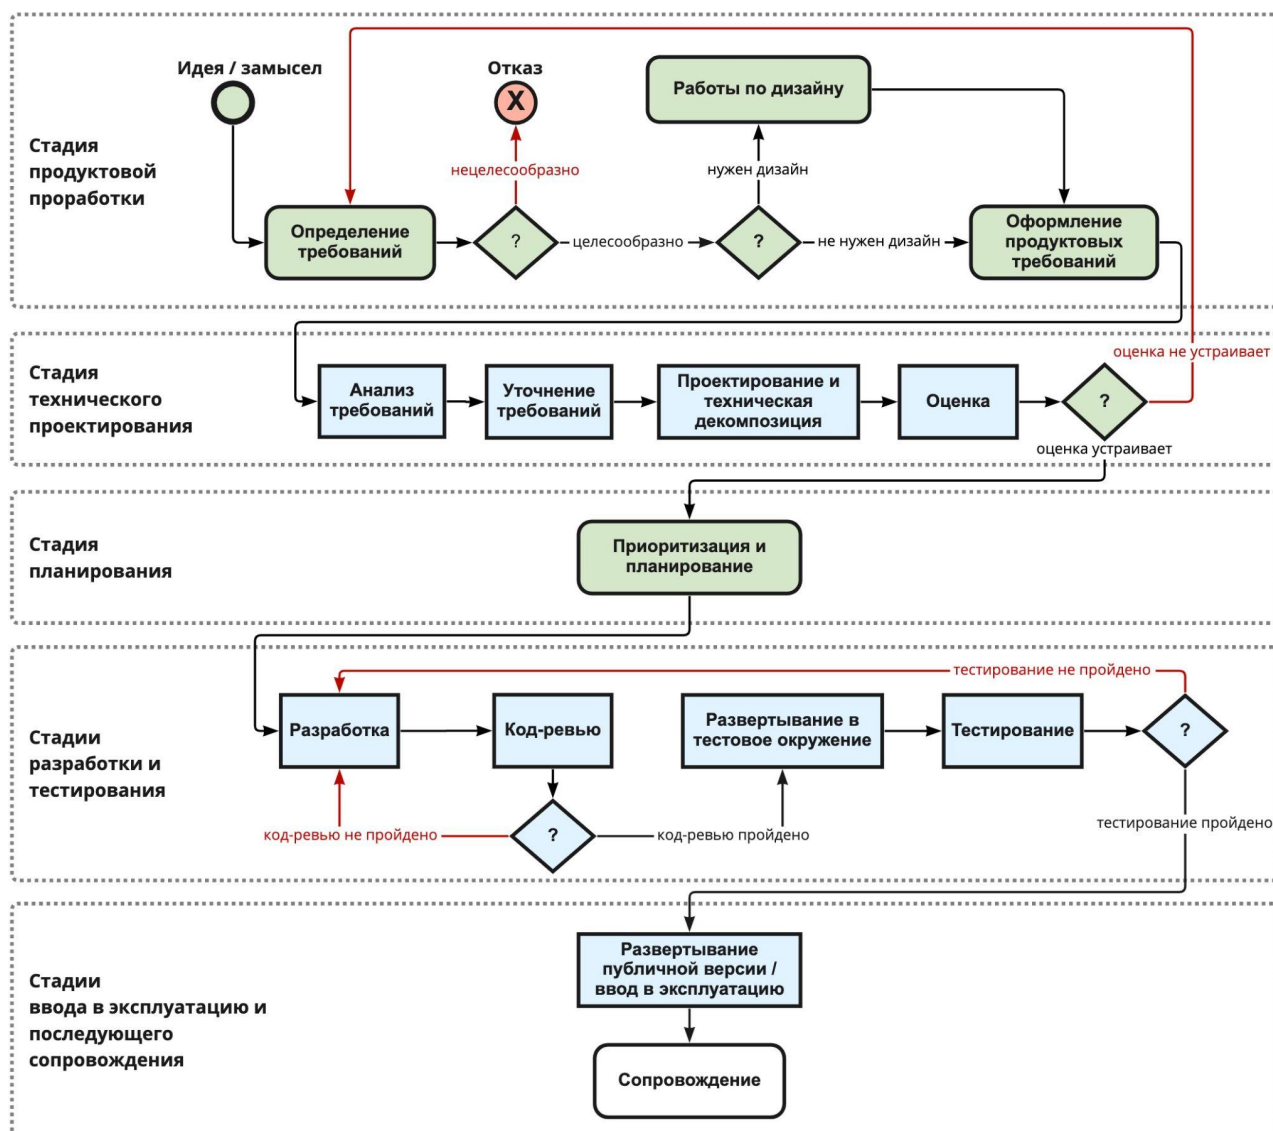 Идея / замысел
Отказ
X
Работы по дизайну
Стадия
продуктовой
проработки
нецелесообразно
нужен дизайн
Определение
требований
?
целесообразно
?
не нужен дизайн
Оформление
продуктовых
требований
оценка не устраивает
Стадия
технического
проектирования
Анализ
требований
Уточнение
требований
Проектирование и
техническая
декомпозиция
Оценка
?
оценка устраивает
Стадия
планирования
Приоритизация и
планирование
тестирование не пройдено
Стадии
разработки и
тестирования
Разработка
Код-ревью
Развертывание в
тестовое окружение
Тестирование
?
код-ревью не пройдено
?
код-ревью пройдено
тестирование пройдено
Стадии
ввода в эксплуатацию и
последующего
сопровождения
Развертывание
публичной версии /
ввод в эксплуатацию
Сопровождение